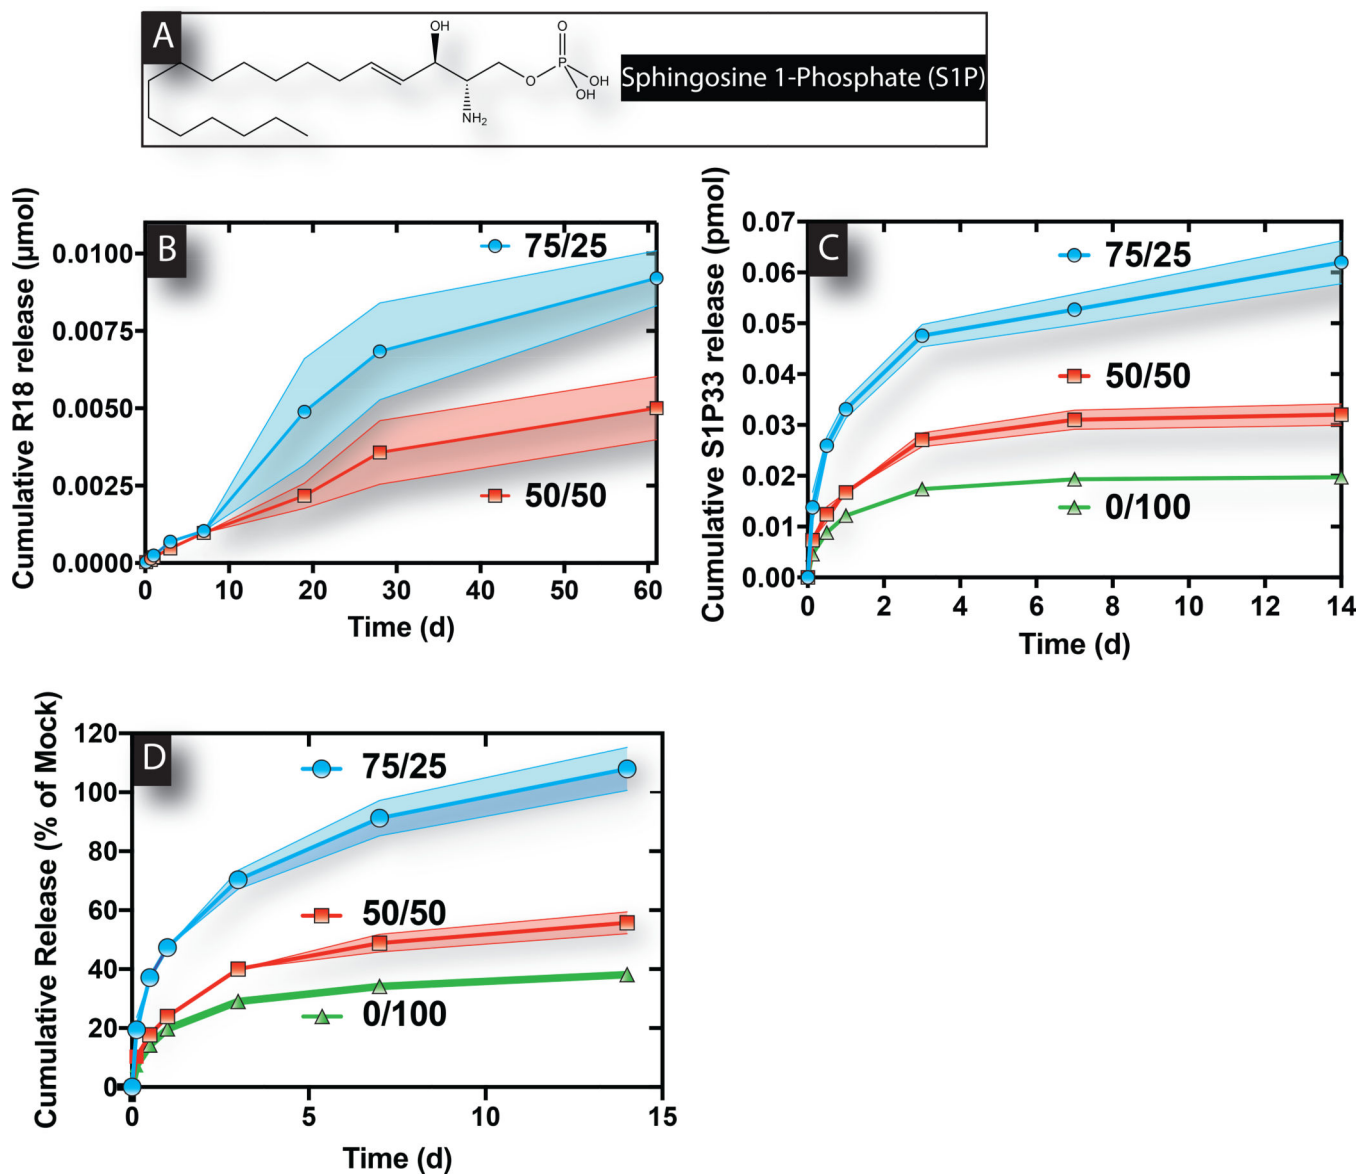 A
OH
O
P
O
OH
OH
NH2
Sphingosine 1-Phosphate (S1P)
B
Cumulative R18 release (µmol)
0.0100
0.0075
0.0050
0.0025
0.0000
75/25
50/50
0 10 20 30 40 50 60
Time (d)
C
Cumulative S1P33 release (pmol)
0.07
0.06
0.05
0.04
0.03
0.02
0.01
0.00
75/25
50/50
0/100
0 2 4 6 8 10 12 14
Time (d)
D
Cumulative Release (% of Mock)
120
100
80
60
40
20
0
75/25
50/50
0/100
0 5 10 15
Time (d)